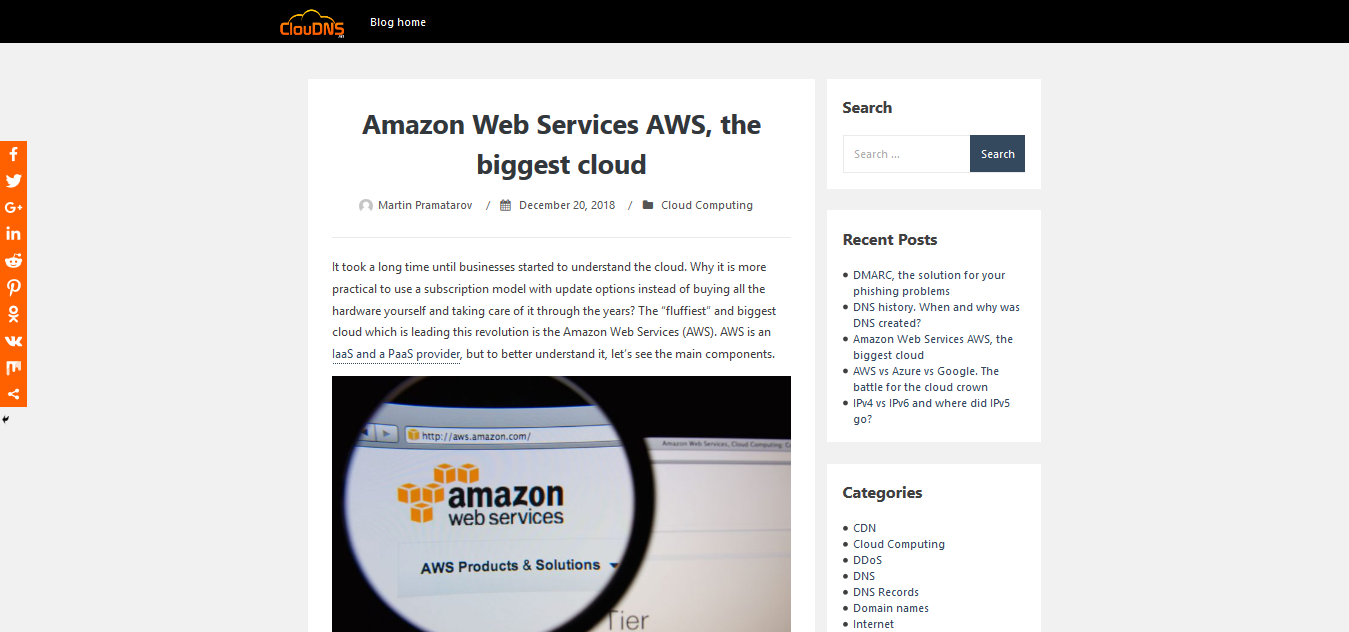 ClouDNS
.NET
Blog home
Amazon Web Services AWS, the
biggest cloud
Martin Pramatarov / December 20, 2018 / Cloud Computing
It took a long time until businesses started to understand the cloud. Why it is more
practical to use a subscription model with update options instead of buying all the
hardware yourself and taking care of it through the years? The “fluffiest” and biggest
cloud which is leading this revolution is the Amazon Web Services (AWS). AWS is an
IaaS and a PaaS provider, but to better understand it, let’s see the main components.
http://aws.amazon.com/
Amazon Web Services, Cloud Computing:
amazon
web services
AWS Products & Solutions
Tier
Search
Search ...
Search
Recent Posts
DMARC, the solution for your
phishing problems
DNS history. When and why was
DNS created?
Amazon Web Services AWS, the
biggest cloud
AWS vs Azure vs Google. The
battle for the cloud crown
IPv4 vs IPv6 and where did IPv5
go?
Categories
CDN
Cloud Computing
DDoS
DNS
DNS Records
Domain names
Internet